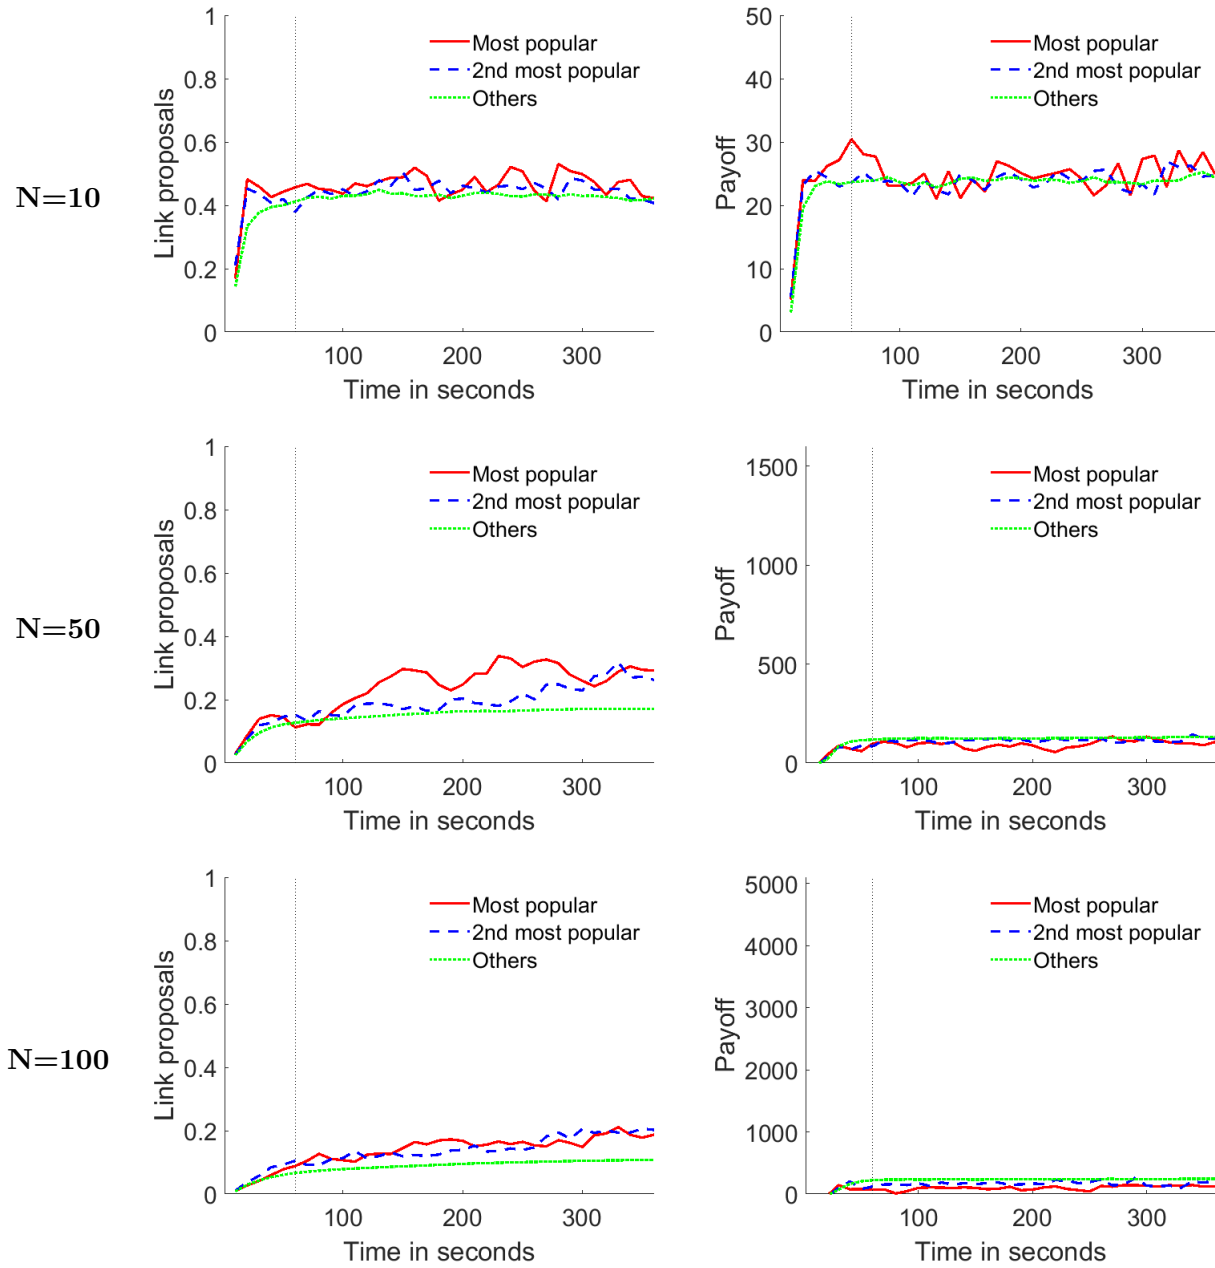 N=10
Link proposals
1
0.8
0.6
0.4
0.2
0
100 200 300
Time in seconds
Most popular
2nd most popular
Others
Payoff
50
40
30
20
10
0
100 200 300
Time in seconds
Most popular
2nd most popular
Others
N=50
Link proposals
1
0.8
0.6
0.4
0.2
0
100 200 300
Time in seconds
Most popular
2nd most popular
Others
Payoff
1500
1000
500
0
100 200 300
Time in seconds
Most popular
2nd most popular
Others
N=100
Link proposals
1
0.8
0.6
0.4
0.2
0
100 200 300
Time in seconds
Most popular
2nd most popular
Others
Payoff
5000
4000
3000
2000
1000
0
100 200 300
Time in seconds
Most popular
2nd most popular
Others